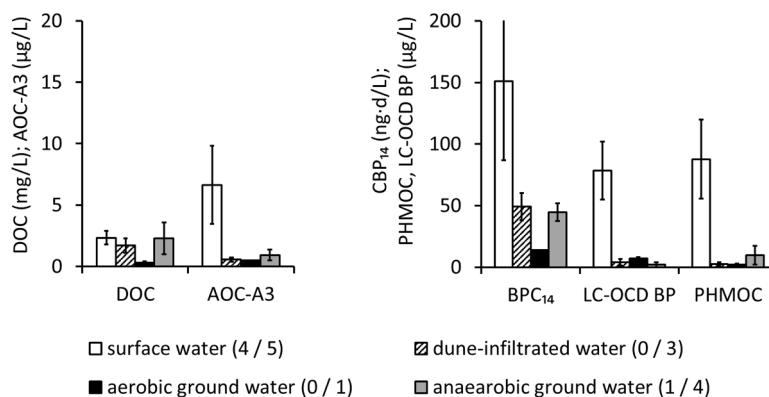 DOC (mg/L); AOC-A3 (µg/L)
20
15
10
5
0
DOC AOC-A3
CBP₁₄ (ng·d/L);
PHMOC, LC-OCD BP (µg/L)
200
150
100
50
0
BPC₁₄ LC-OCD BP PHMOC
surface water (4 / 5)
dune-infiltrated water (0 / 3)
aerobic ground water (0 / 1)
anaearobic ground water (1 / 4)